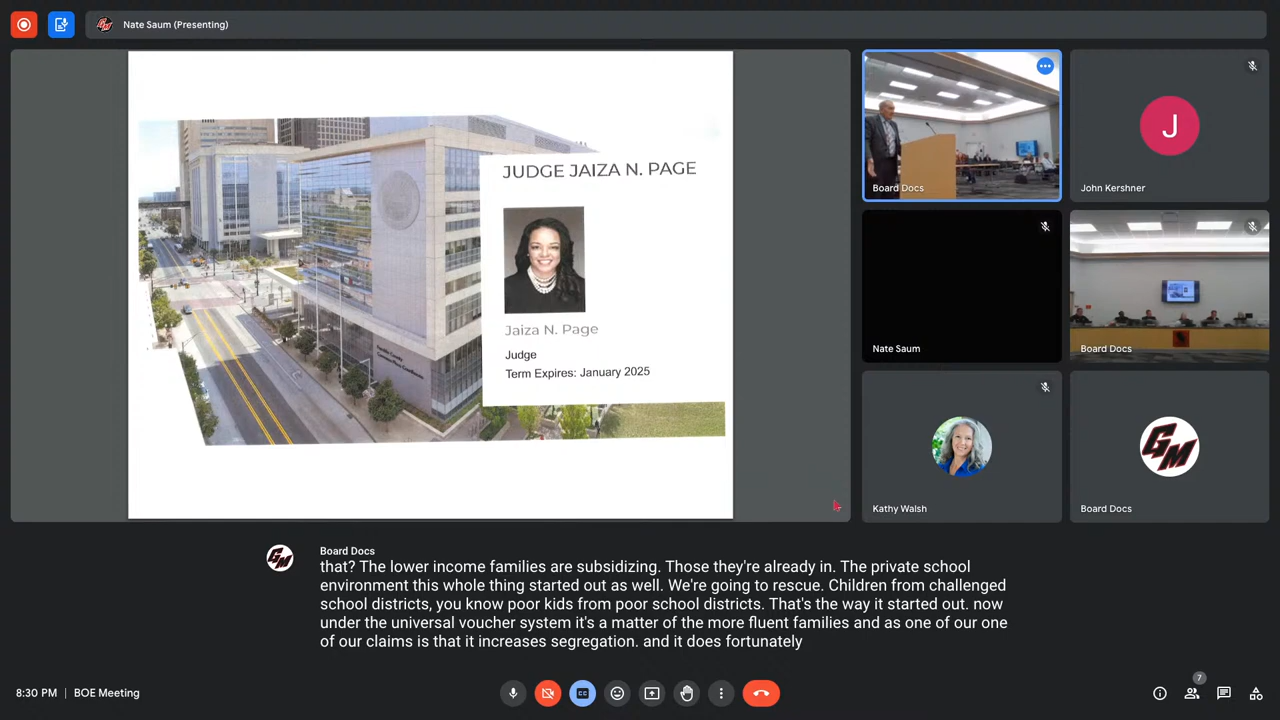 Nate Saum (Presenting)
JUDGE JAIZA N. PAGE
Jaiza N. Page
Judge
Term Expires: January 2025
Board Docs
J
John Kershner
Nate Saum
Board Docs
Kathy Walsh
GM
Board Docs
Board Docs
that? The lower income families are subsidizing. Those they're already in. The private school
environment this whole thing started out as well. We're going to rescue. Children from challenged
school districts, you know poor kids from poor school districts. That's the way it started out. now
under the universal voucher system it's a matter of the more fluent families and as one of our one
of our claims is that it increases segregation. and it does fortunately
8:30 PM | BOE Meeting
CC
7